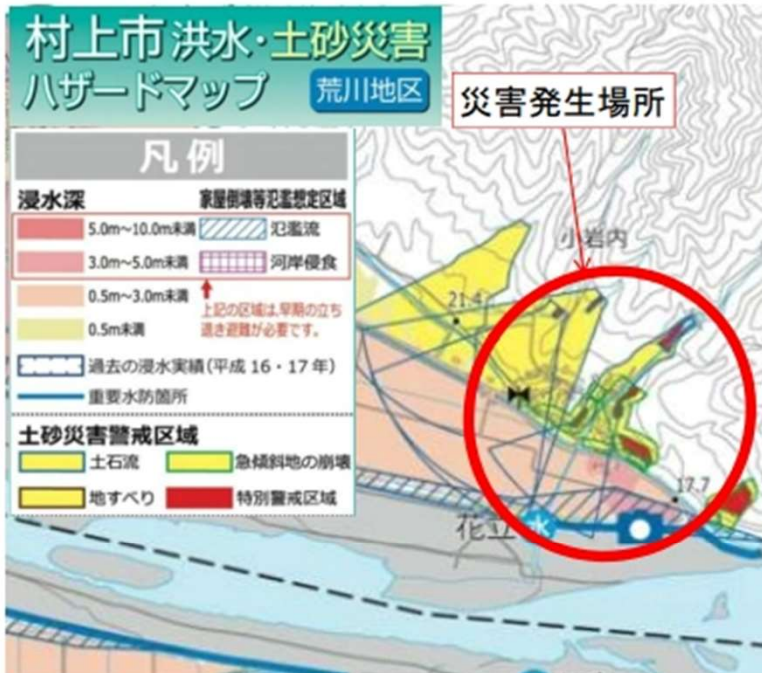 村上市 洪水・土砂災害
ハザードマップ 荒川地区
災害発生場所
凡例
浸水深 家屋倒壊等氾濫想定区域
5.0m~10.0m未満 氾濫流
3.0m~5.0m未満 河岸侵食
0.5m~3.0m未満
0.5m未満
上記の区域は、早期の立ち
退き避難が必要です。
過去の浸水実績(平成16・17年)
重要水防箇所
土砂災害警戒区域
土石流 急傾斜地の崩壊
地すべり 特別警戒区域
小岩内
21.4
17.7
花立
水